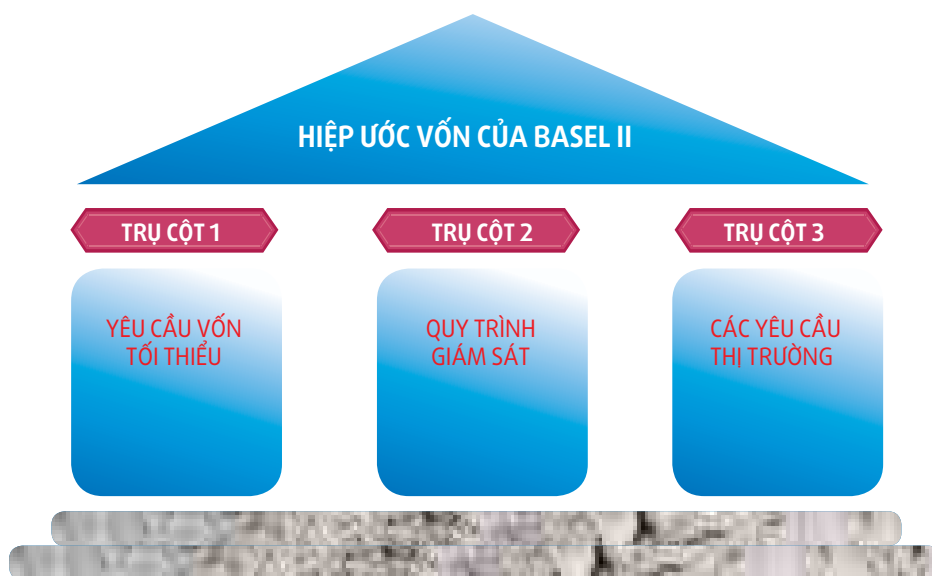 HIỆP ƯỚC VỐN CỦA BASEL II
TRỤ CỘT 1
TRỤ CỘT 2
TRỤ CỘT 3
YÊU CẦU VỐN
TỐI THIỂU
QUY TRÌNH
GIÁM SÁT
CÁC YÊU CẦU
THỊ TRƯỜNG